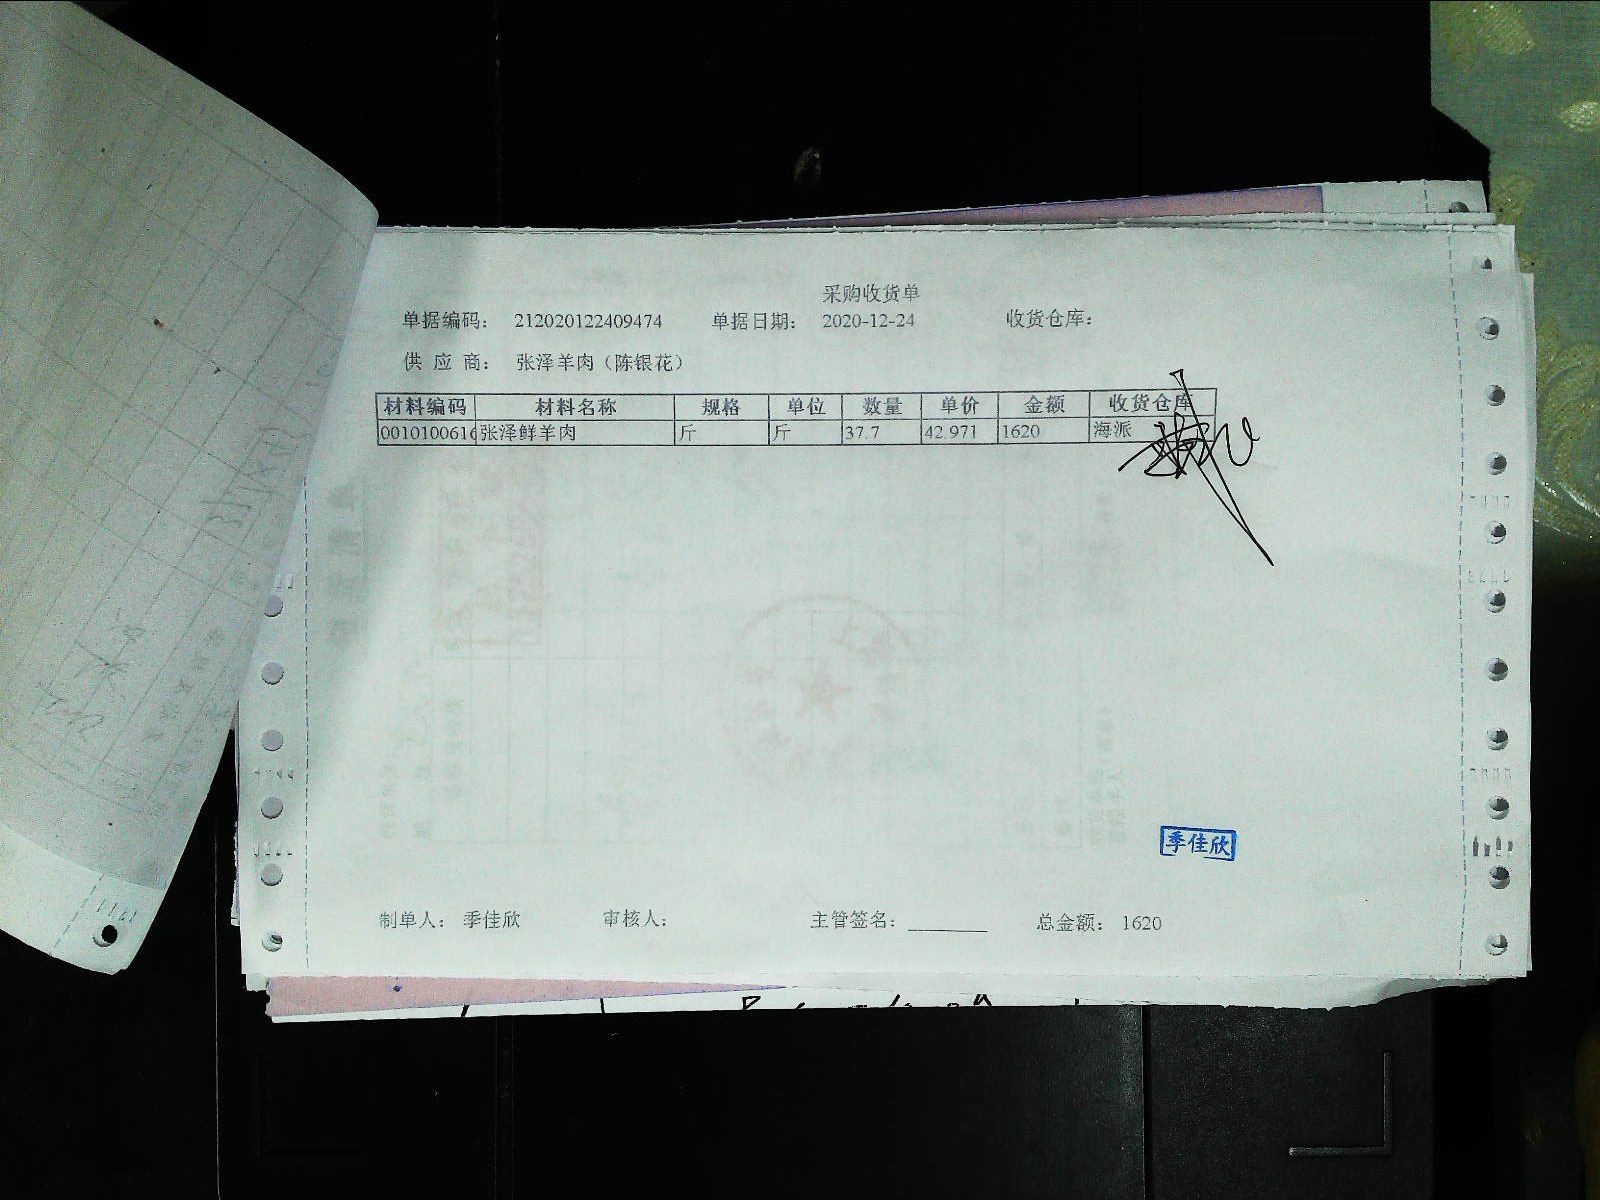 采购收货单
单据编码： 212020122409474 单据日期： 2020-12-24 收货仓库：
供 应 商： 张泽羊肉（陈银花）
材料编码 材料名称 规格 单位 数量 单价 金额 收货仓库
0010100616 张泽鲜羊肉 斤 斤 37.7 42.971 1620 海派
季佳欣
制单人： 季佳欣 审核人： 主管签名： 总金额： 1620